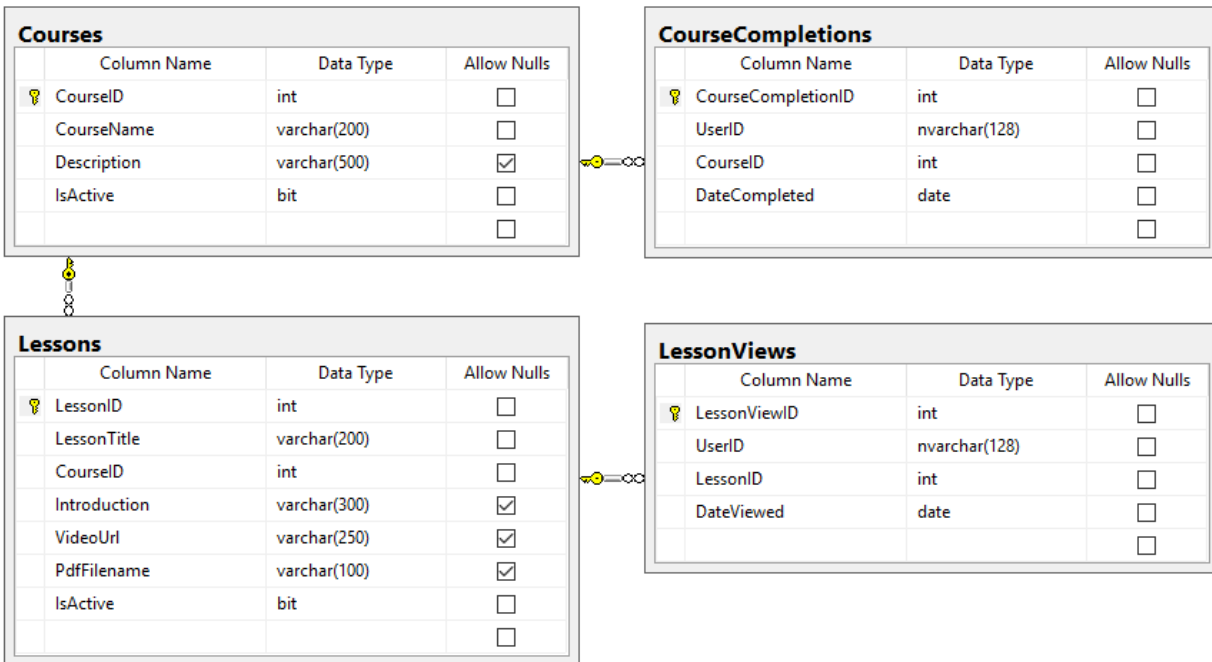 Courses
Column Name Data Type Allow Nulls
CourseID int
CourseName varchar(200)
Description varchar(500)
IsActive bit
CourseCompletions
Column Name Data Type Allow Nulls
CourseCompletionID int
UserID nvarchar(128)
CourseID int
DateCompleted date
Lessons
Column Name Data Type Allow Nulls
LessonID int
LessonTitle varchar(200)
CourseID int
Introduction varchar(300)
VideoUrl varchar(250)
PdfFilename varchar(100)
IsActive bit
LessonViews
Column Name Data Type Allow Nulls
LessonViewID int
UserID nvarchar(128)
LessonID int
DateViewed date